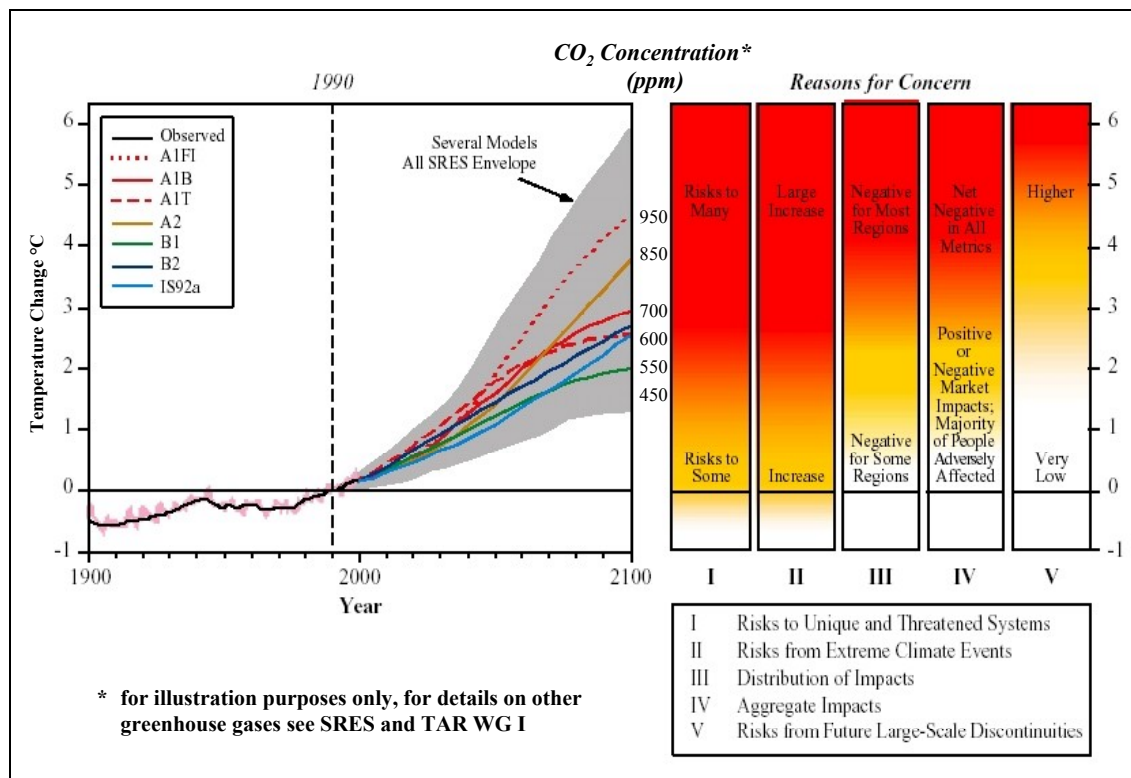 CO2 Concentration*
(ppm)
1990
Reasons for Concern
6
5
4
3
2
1
0
-1
Temperature Change °C
Observed
A1FI
A1B
A1T
A2
B1
B2
IS92a
Several Models
All SRES Envelope
950
850
700
600
550
450
1900
2000
2100
Year
Risks to
Many
Risks to
Some
Large
Increase
Increase
Negative
for Most
Regions
Negative
for Some
Regions
Net
Negative
in All
Metrics
Positive
or
Negative
Market
Impacts;
Majority
of People
Adversely
Affected
Higher
Very
Low
6
5
4
3
2
1
0
-1
I
II
III
IV
V
I Risks to Unique and Threatened Systems
II Risks from Extreme Climate Events
III Distribution of Impacts
IV Aggregate Impacts
V Risks from Future Large-Scale Discontinuities
* for illustration purposes only, for details on other
greenhouse gases see SRES and TAR WG I